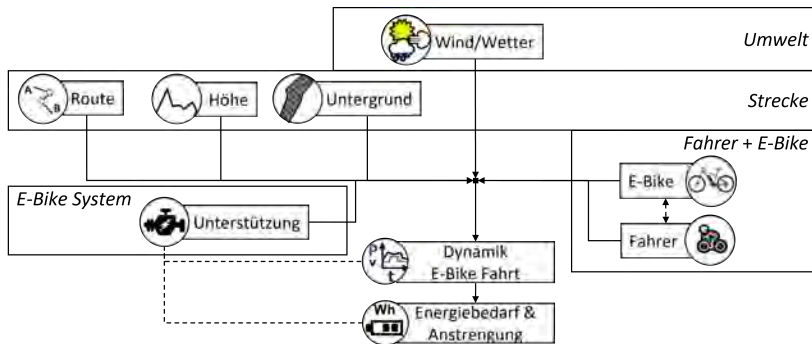 Wind/Wetter
Umwelt
A
B
Route
Höhe
Untergrund
Strecke
Fahrer + E-Bike
E-Bike
Fahrer
E-Bike System
Unterstützung
P
v
t
Dynamik
E-Bike Fahrt
Wh
Energiebedarf &
Anstrengung